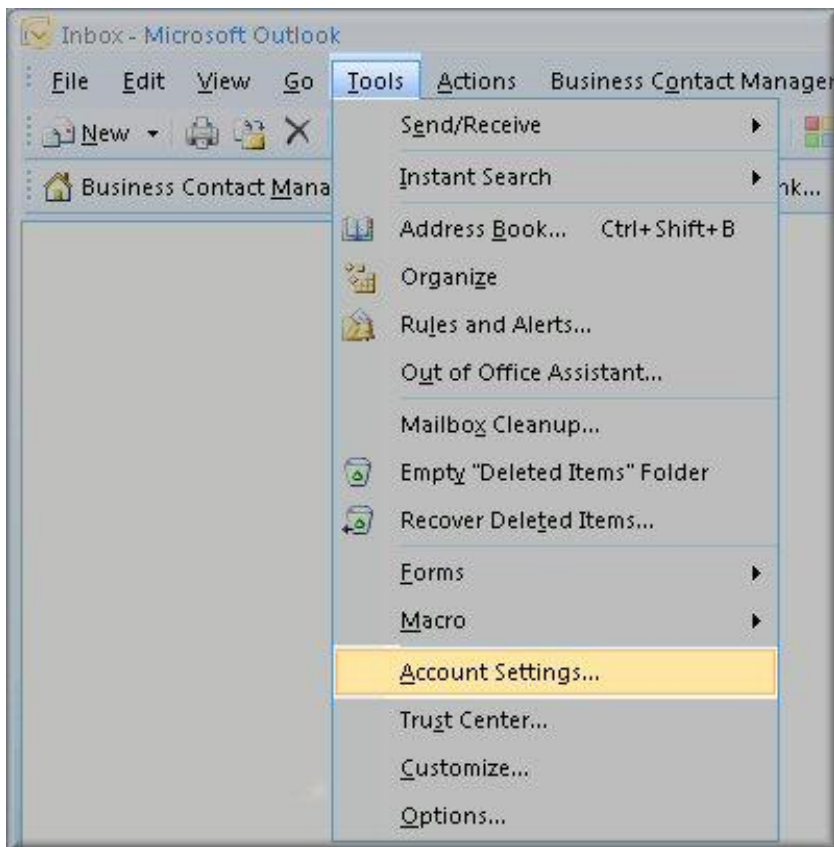 Inbox - Microsoft Outlook
File Edit View Go Tools Actions Business Contact Manager
New
Business Contact Mana
nk...
Send/Receive
Instant Search
Address Book... Ctrl+Shift+B
Organize
Rules and Alerts...
Out of Office Assistant...
Mailbox Cleanup...
Empty "Deleted Items" Folder
Recover Deleted Items...
Forms
Macro
Account Settings...
Trust Center...
Customize...
Options...